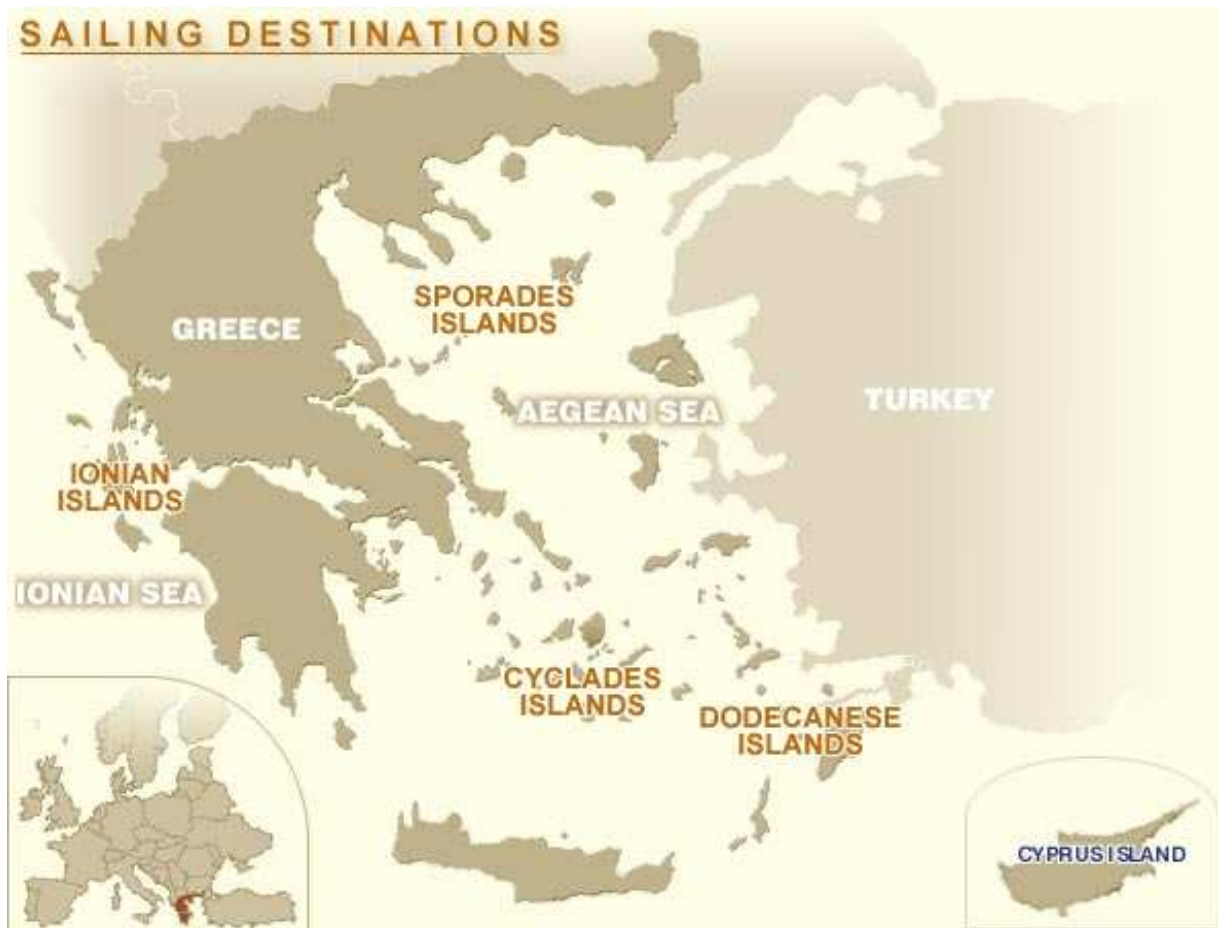 SAILING DESTINATIONS
SPORADES
ISLANDS
GREECE
TURKEY
AEGEAN SEA
IONIAN
ISLANDS
IONIAN SEA
CYCLADES
ISLANDS
DODECANESE
ISLANDS
CYPRUS ISLAND